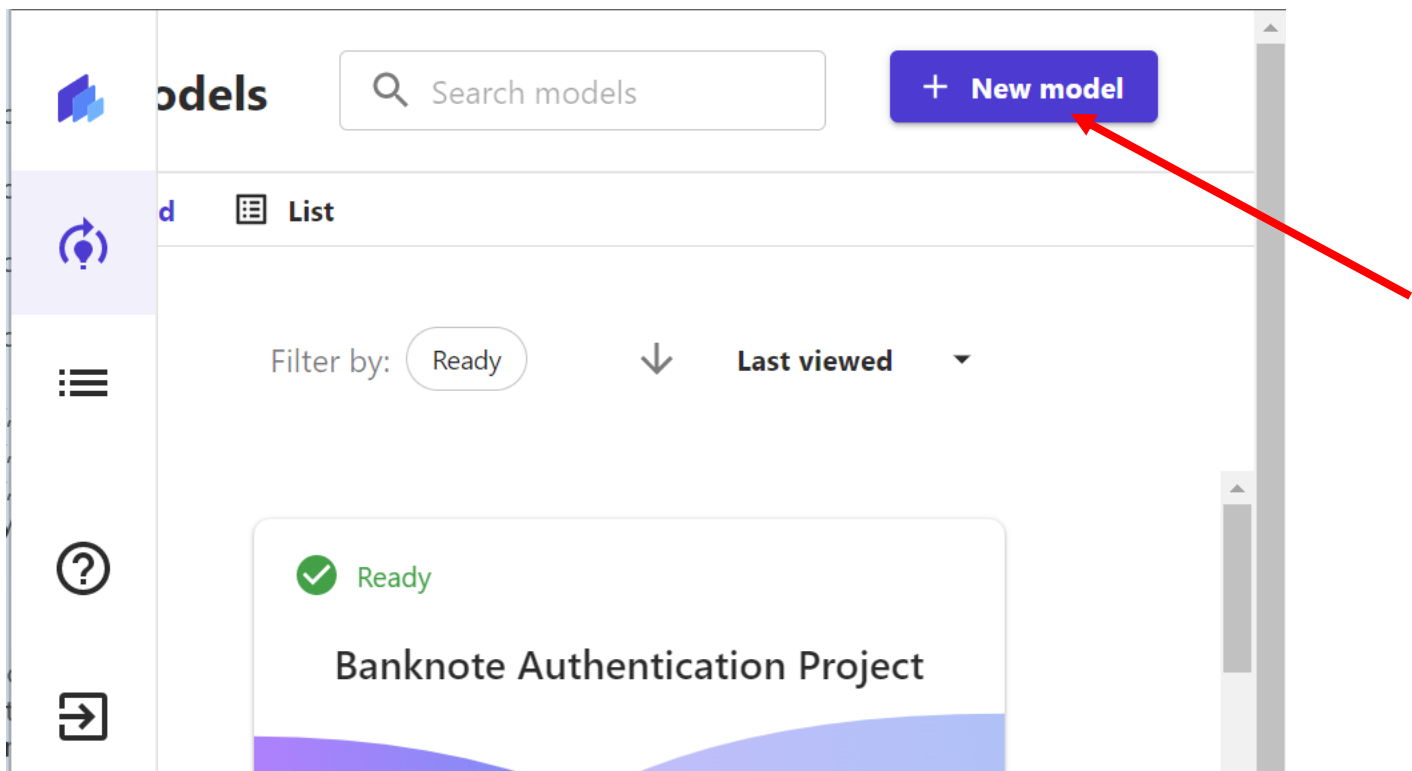 odels
Search models
+ New model
d
List
Filter by:
Ready
Last viewed
Ready
Banknote Authentication Project